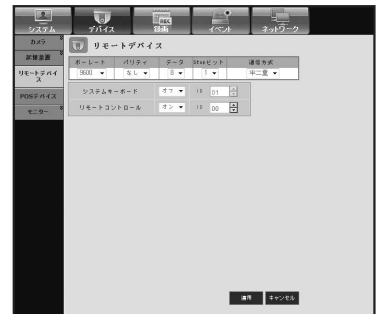 システム デバイス 録画 イベント ネットワーク
カメラ
記憶装置
リモートデバイス
POSデバイス
モニター
リモートデバイス
ボーレート パリティ データ Stopビット 通信方式
9600 なし 8 1 半二重
システムキーボード オフ ID 01
リモートコントロール オン ID 00
適用 キャンセル